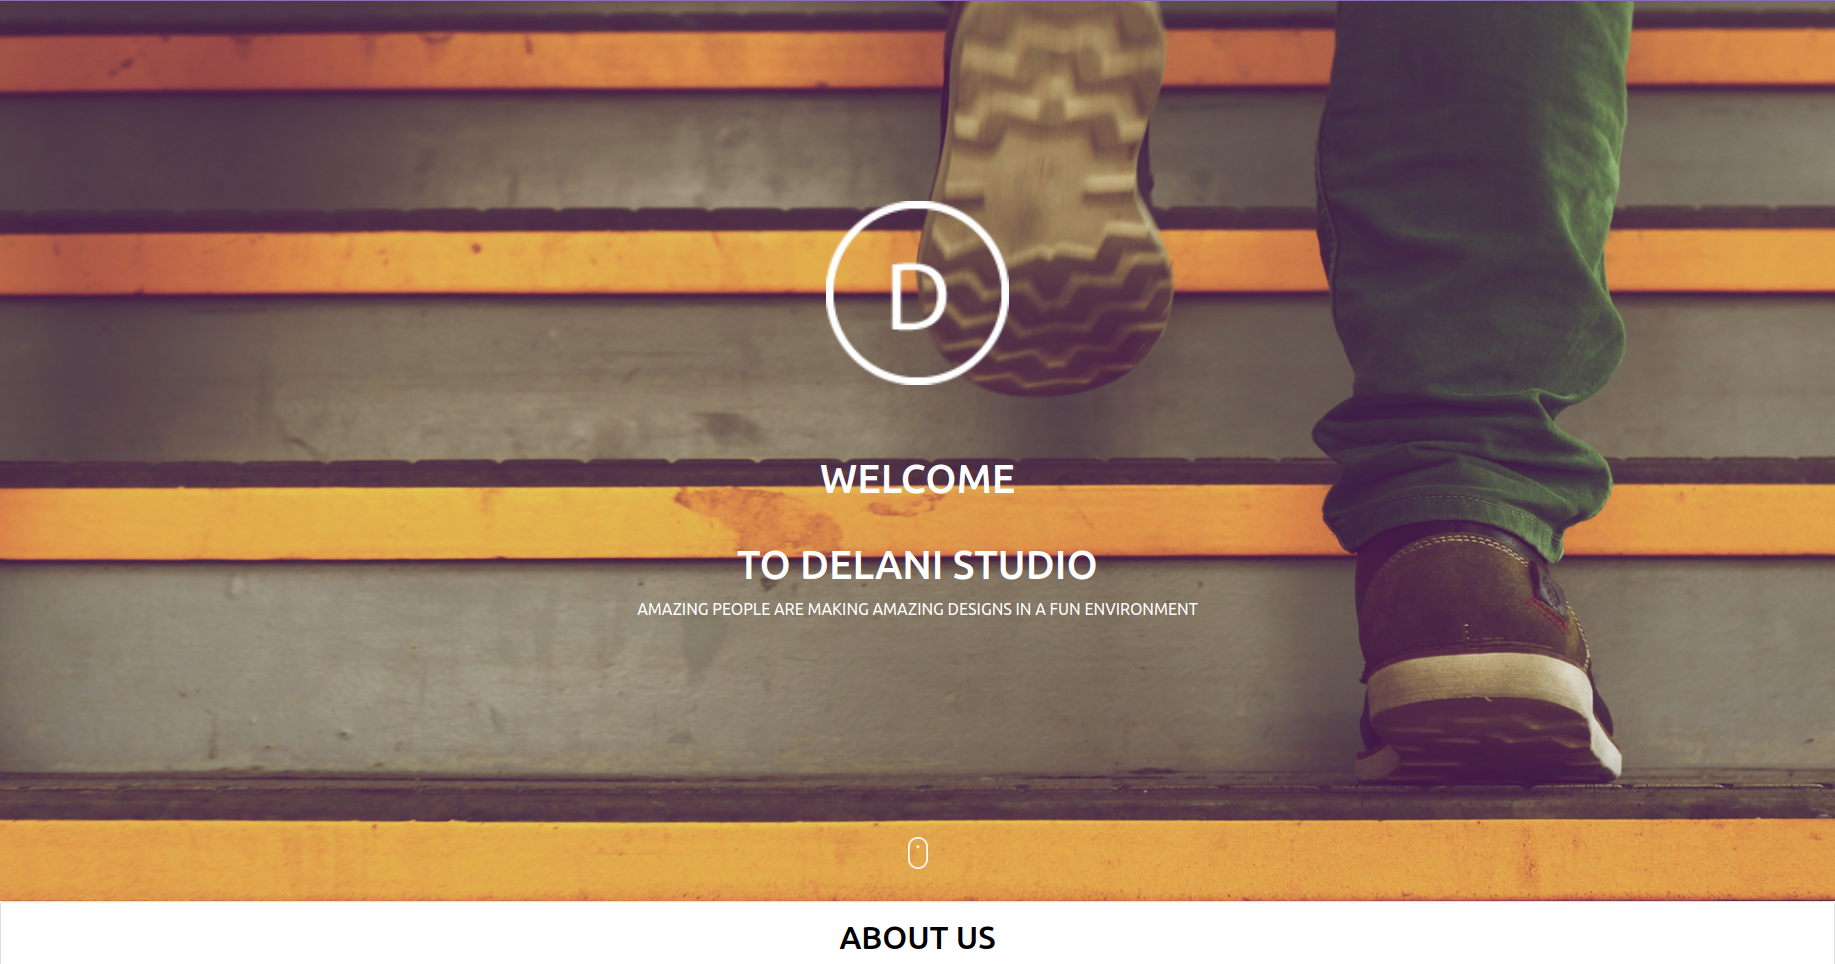 D
WELCOME
TO DELANI STUDIO
AMAZING PEOPLE ARE MAKING AMAZING DESIGNS IN A FUN ENVIRONMENT
ABOUT US